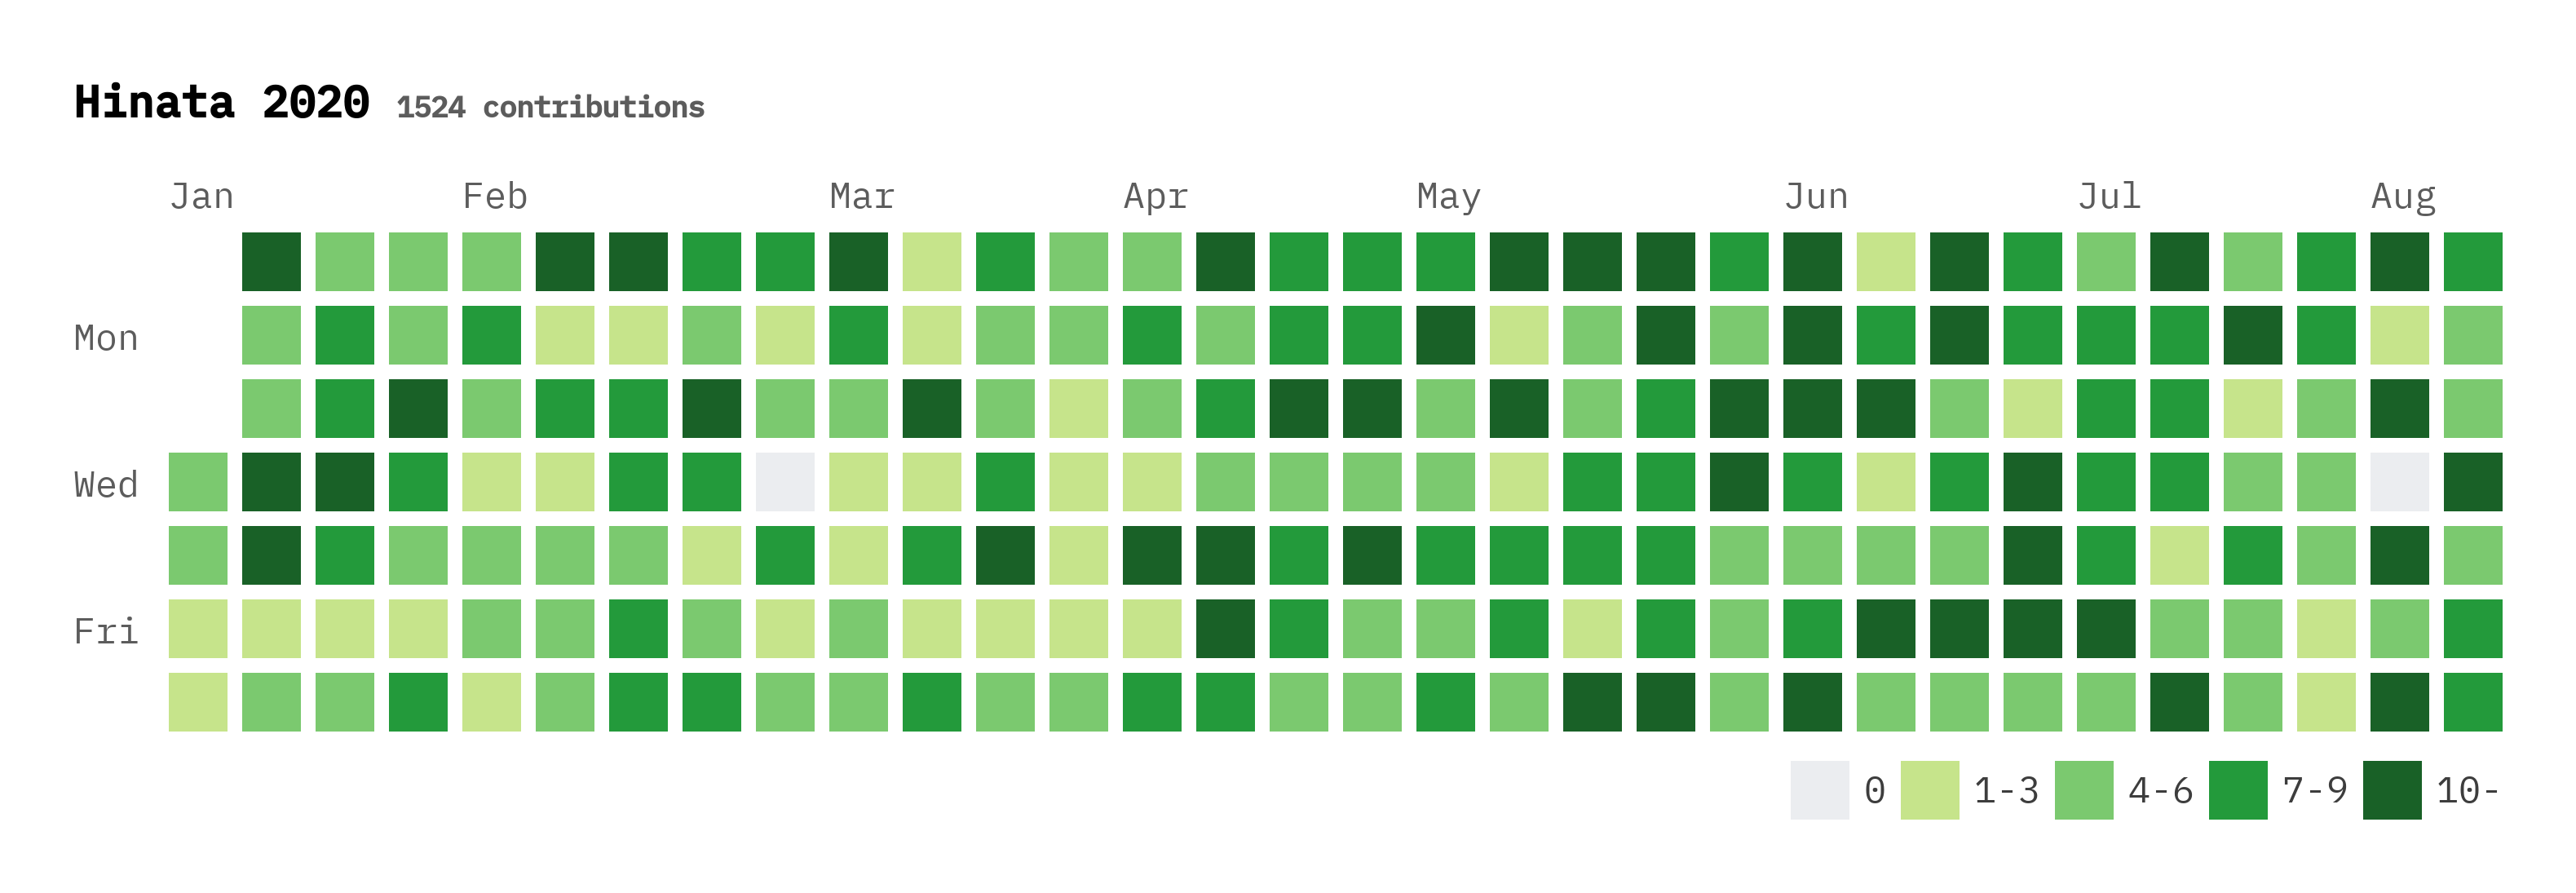 Hinata 2020 1524 contributions
Jan Feb Mar Apr May Jun Jul Aug
Mon
Wed
Fri
0 1-3 4-6 7-9 10-